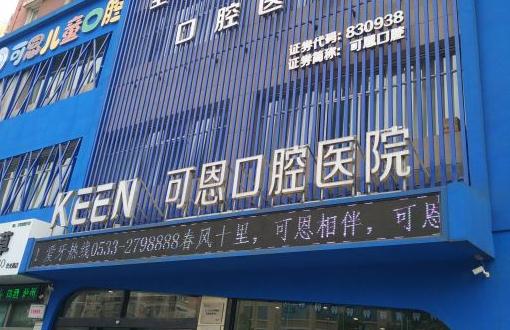 可恩儿童口腔
口腔医
证券代码：830938
证券简称：可恩口腔
KEEN 可恩口腔医院
爱牙热线0533-2798888春风十里，可恩相伴，可恩